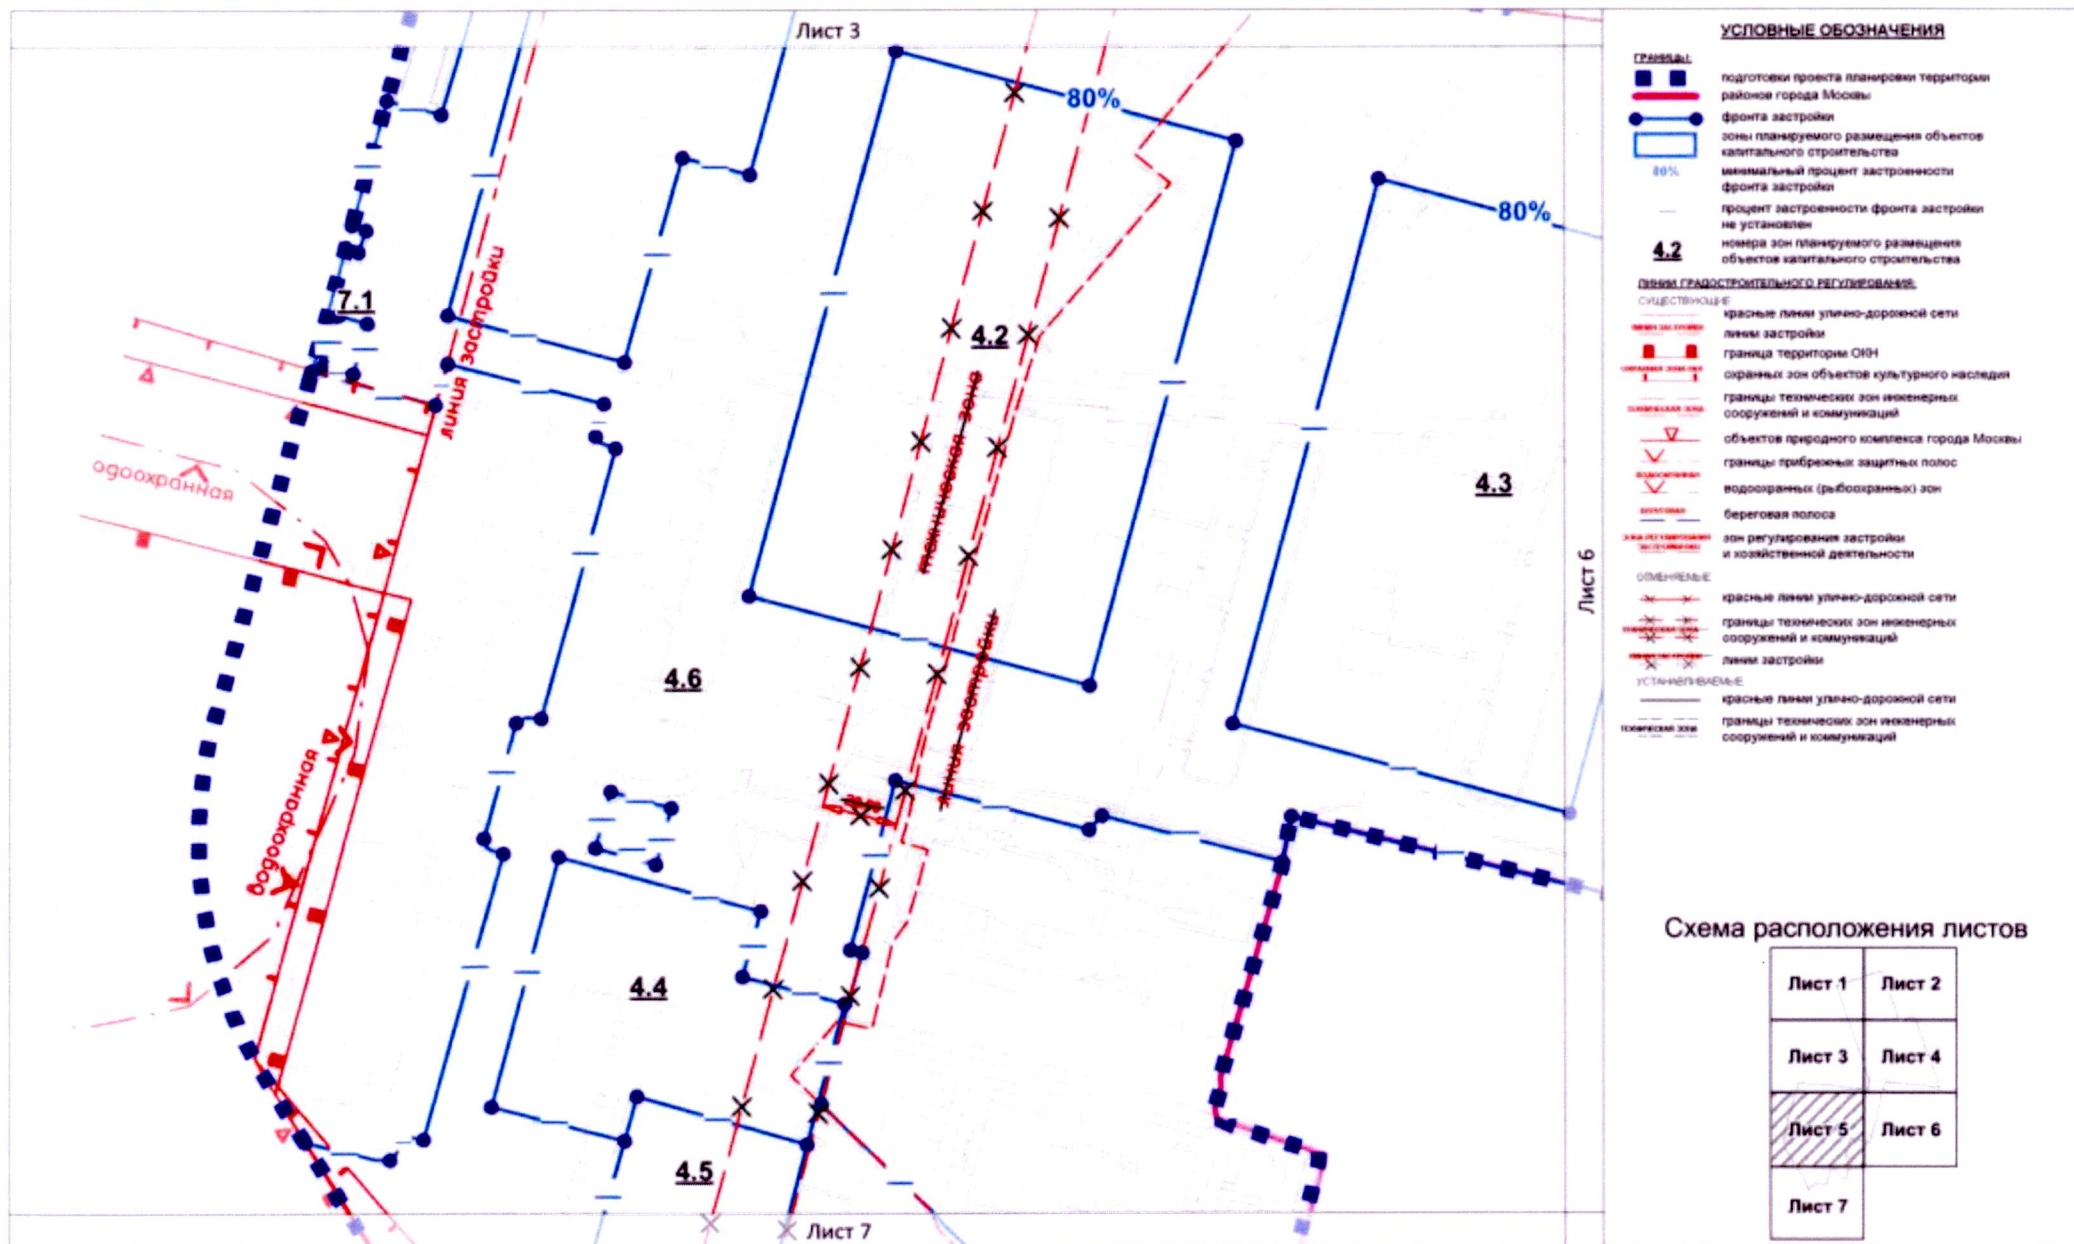 Лист 3
80%
80%
7.1
линия застройки
4.2
техническая зона
4.3
одоохранная
Лист 6
4.6
линия застройки
водоохранная
4.4
4.5
Лист 7
УСЛОВНЫЕ ОБОЗНАЧЕНИЯ
ГРАНИЦЫ:
подготовки проекта планировки территории
районов города Москвы
фронта застройки
зоны планируемого размещения объектов
капитального строительства
80%
минимальный процент застроенности
фронта застройки
процент застроенности фронта застройки
не установлен
4.2
номера зон планируемого размещения
объектов капитального строительства
ЛИНИИ ГРАДОСТРОИТЕЛЬНОГО РЕГУЛИРОВАНИЯ:
СУЩЕСТВУЮЩИЕ
красные линии улично-дорожной сети
линии застройки
граница территории ОКН
охранных зон объектов культурного наследия
границы технических зон инженерных
сооружений и коммуникаций
объектов природного комплекса города Москвы
границы прибрежных защитных полос
водоохранных (рыбоохранных) зон
береговая полоса
зон регулирования застройки
и хозяйственной деятельности
ОТМЕНЯЕМЫЕ
красные линии улично-дорожной сети
границы технических зон инженерных
сооружений и коммуникаций
линии застройки
УСТАНАВЛИВАЕМЫЕ
красные линии улично-дорожной сети
границы технических зон инженерных
сооружений и коммуникаций
ТЕХНИЧЕСКАЯ ЗОНА
Схема расположения листов
Лист 1
Лист 2
Лист 3
Лист 4
Лист 5
Лист 6
Лист 7